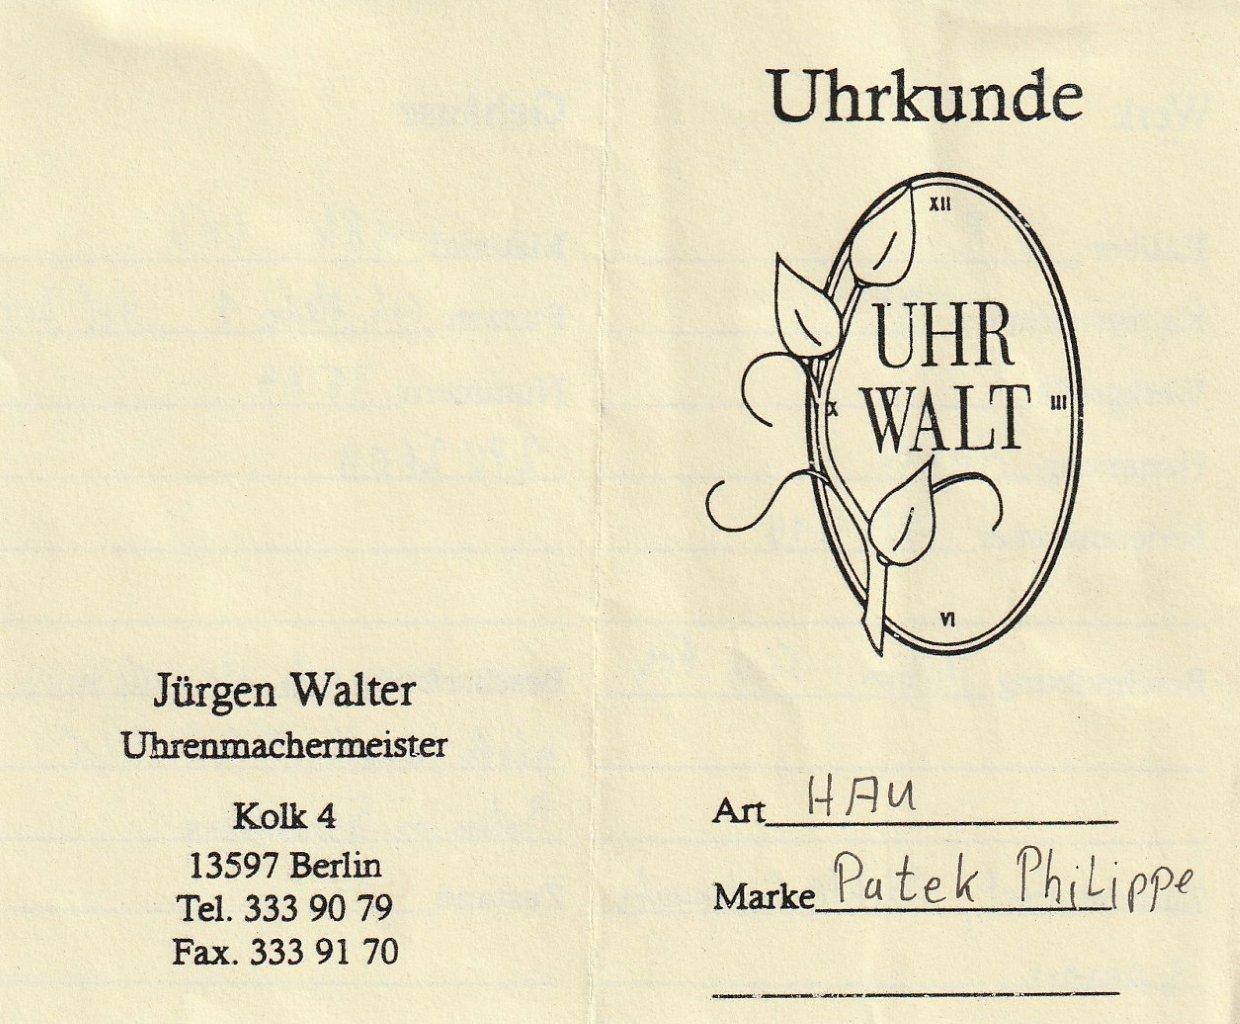 Jürgen Walter
Uhrenmachermeister
Kolk 4
13597 Berlin
Tel. 333 90 79
Fax. 333 91 70
Uhrkunde
XII
UHR
WALT
X
III
VI
Art HAU
Marke Patek Philippe